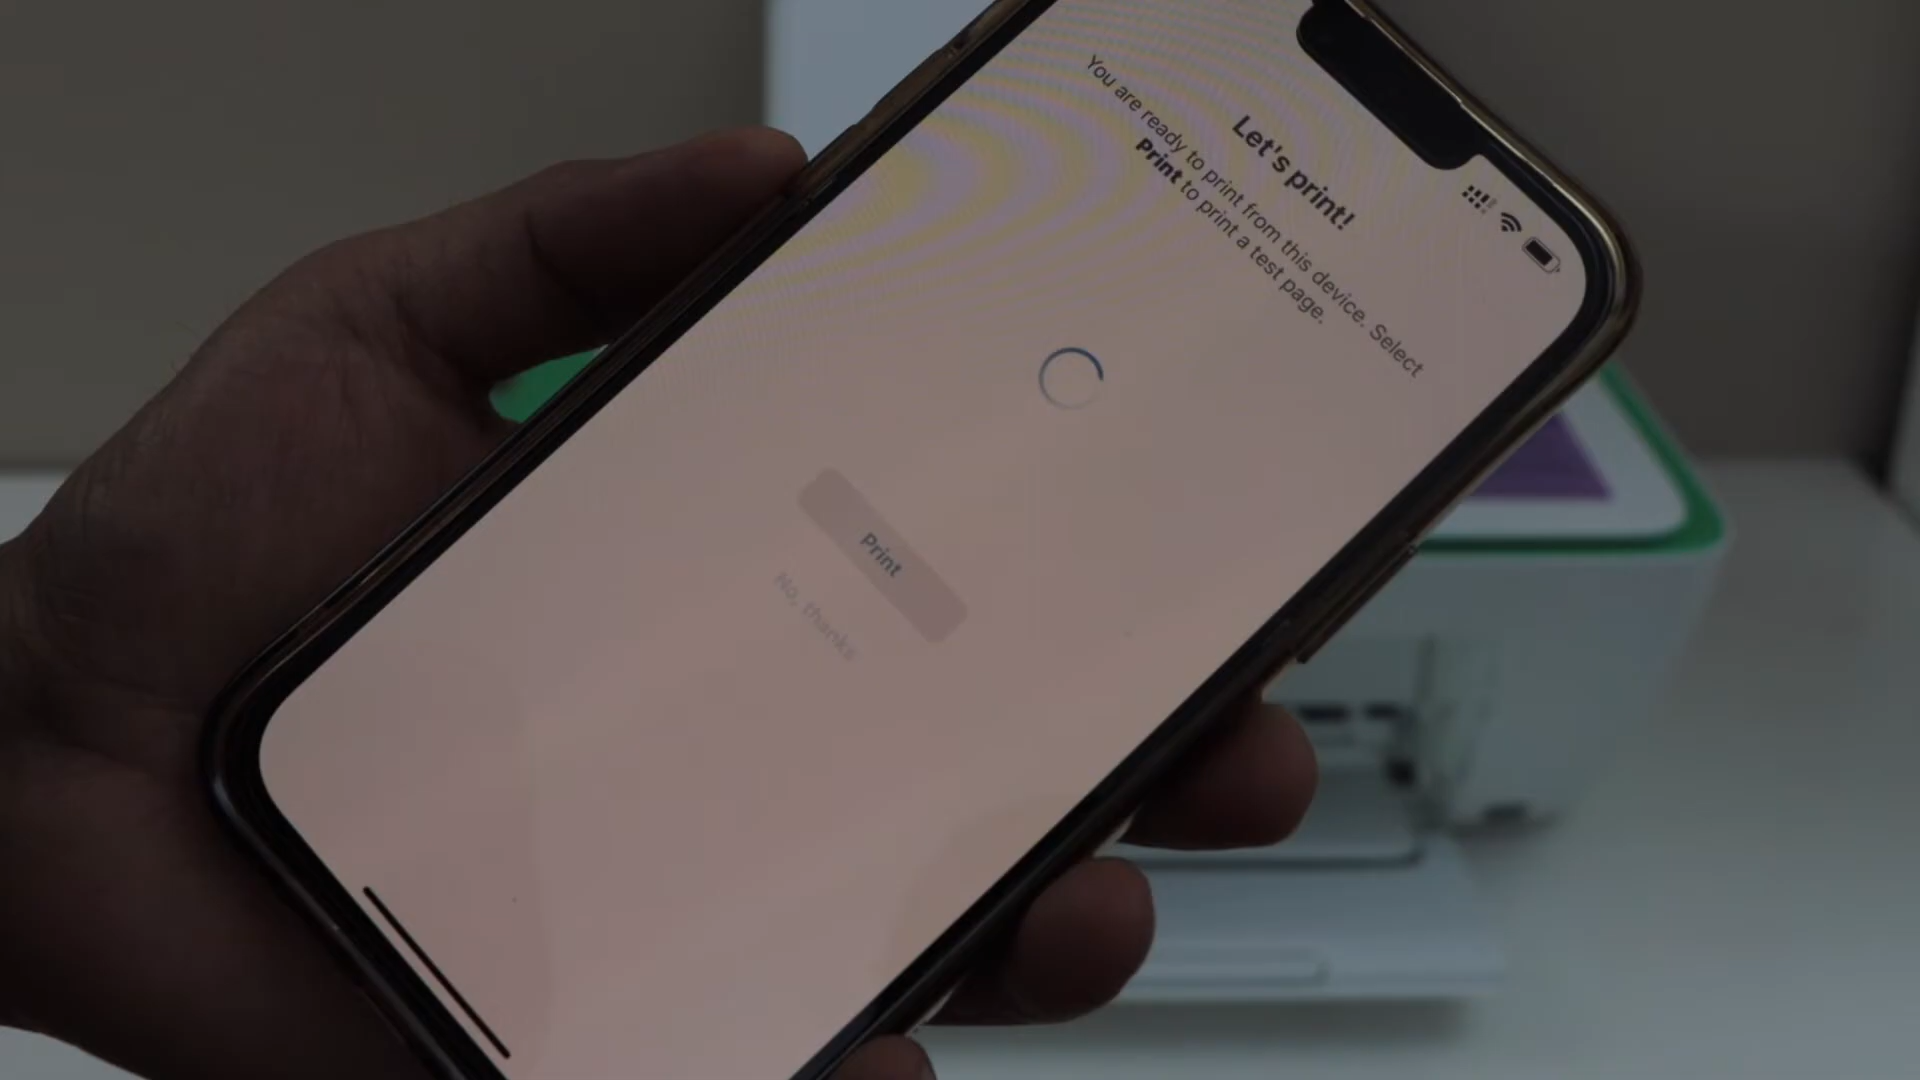 Let's print!
You are ready to print from this device. Select
Print to print a test page.
Print
No, thanks